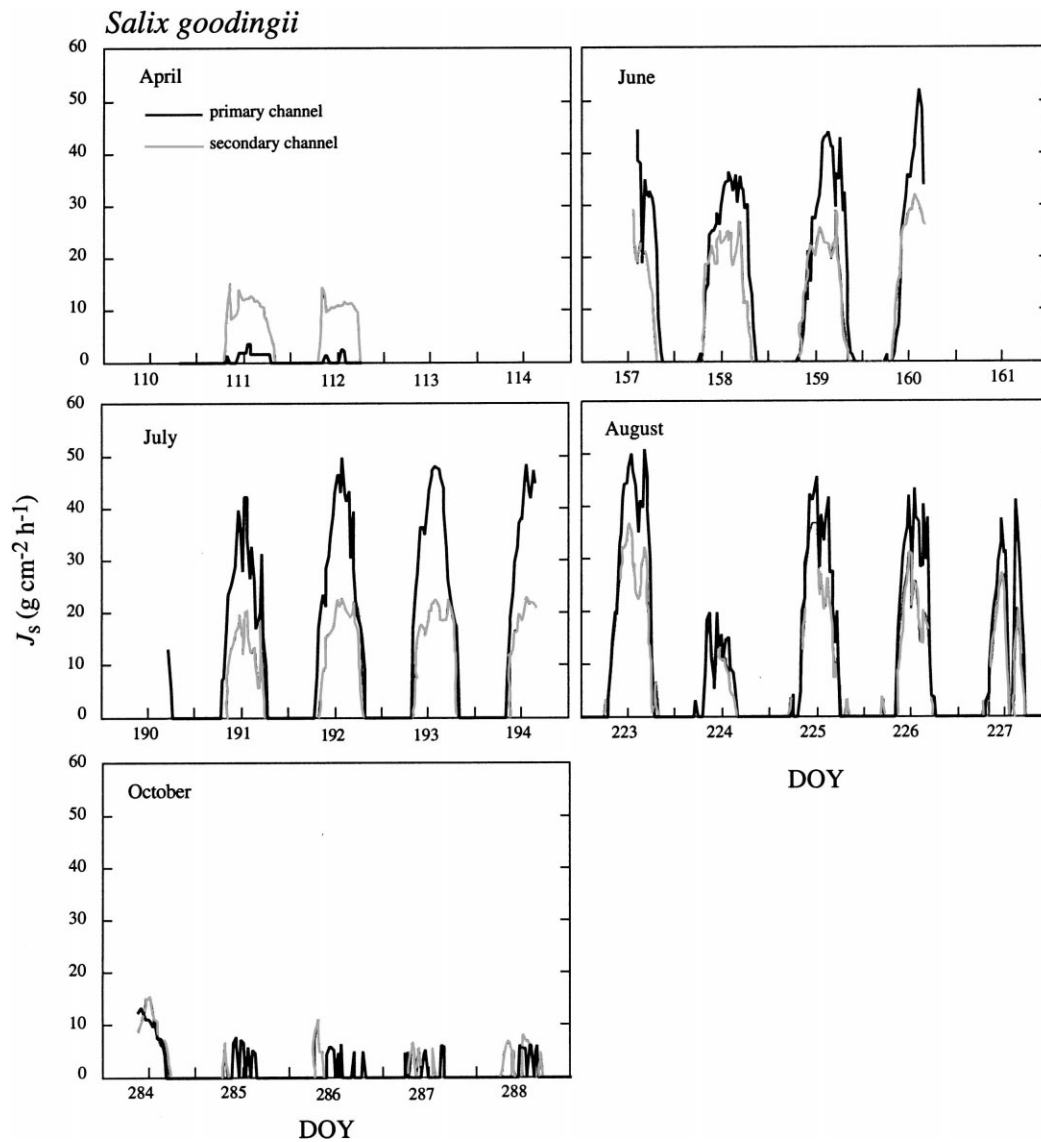 Salix goodingii
60
50
40
30
20
10
0
April
primary channel
secondary channel
110 111 112 113 114
June
157 158 159 160 161
60
50
40
30
20
10
0
July
190 191 192 193 194
August
223 224 225 226 227
DOY
Js (g cm-2 h-1)
60
50
40
30
20
10
0
October
284 285 286 287 288
DOY